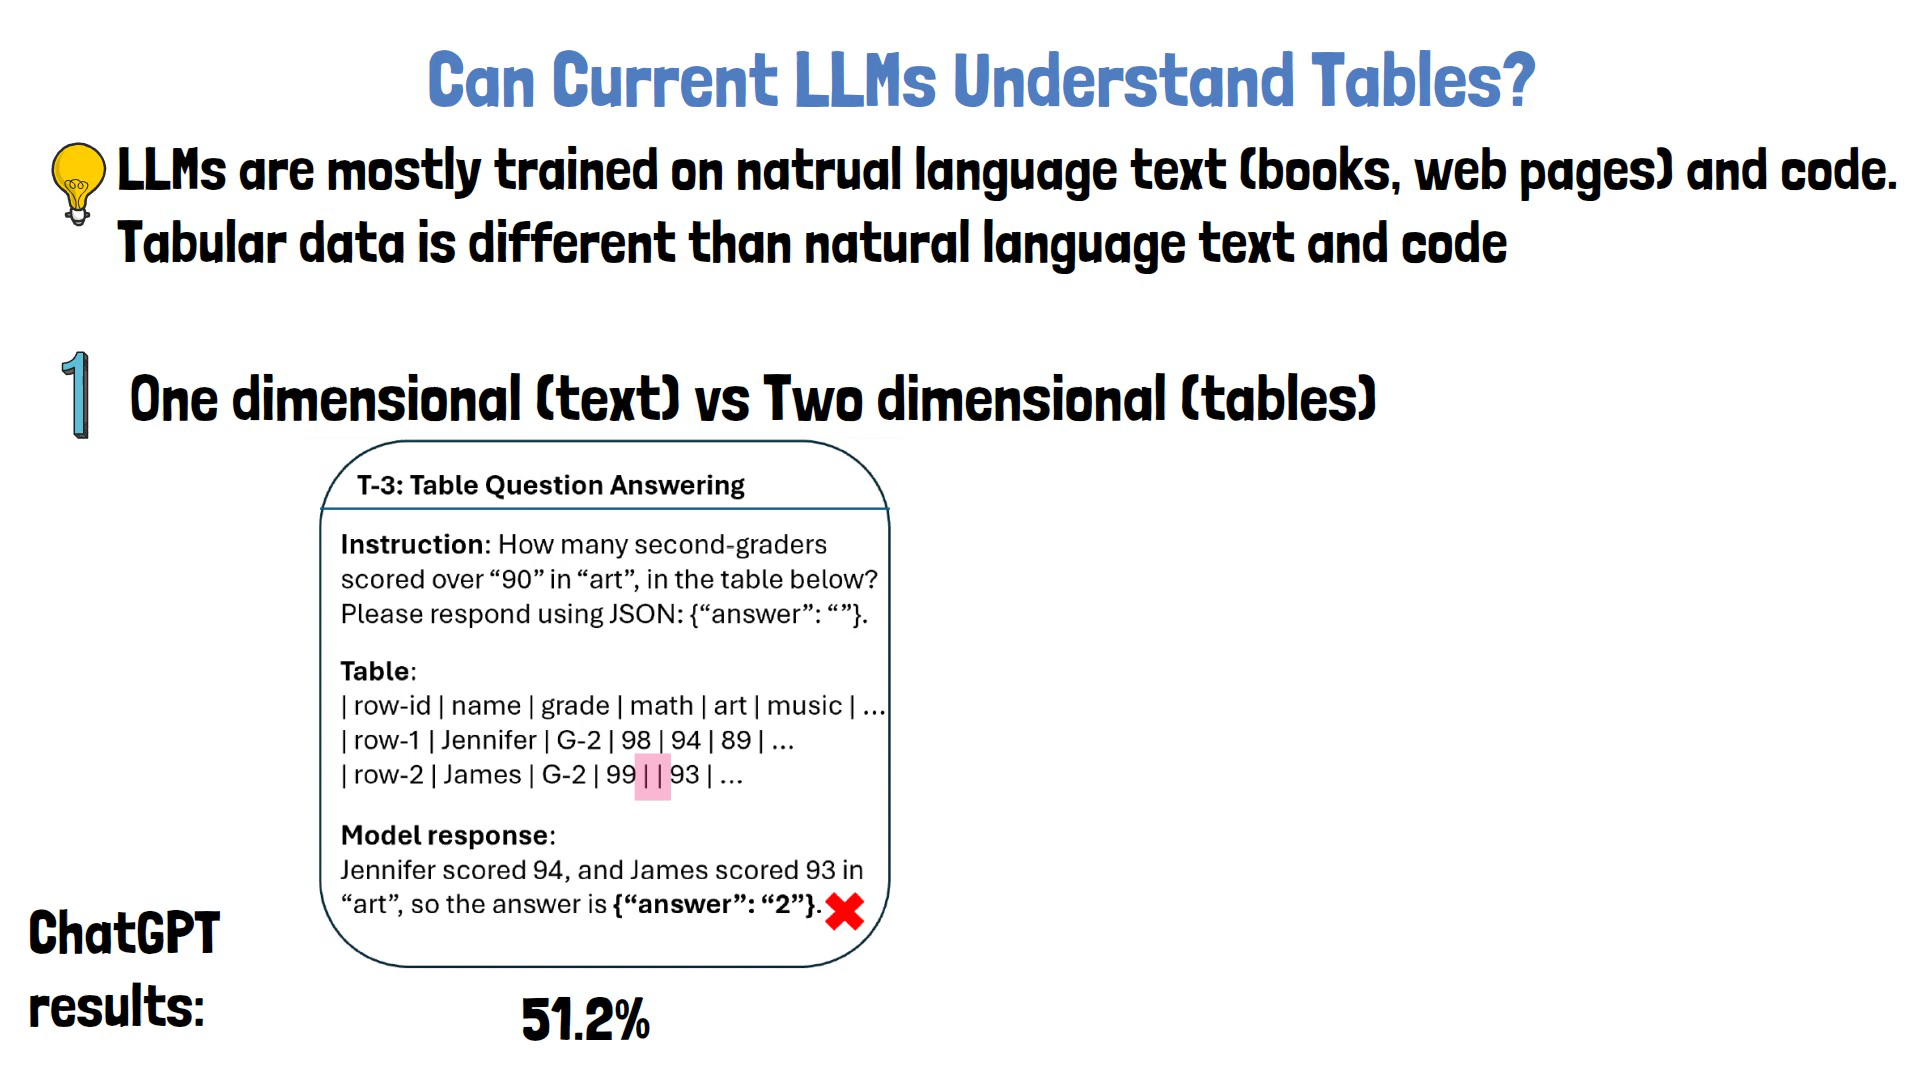 Can Current LLMs Understand Tables?
LLMs are mostly trained on natrual language text (books, web pages) and code.
Tabular data is different than natural language text and code
1 One dimensional (text) vs Two dimensional (tables)
T-3: Table Question Answering
Instruction: How many second-graders
scored over “90” in “art”, in the table below?
Please respond using JSON: {“answer”: “”}.
Table:
| row-id | name | grade | math | art | music | ...
| row-1 | Jennifer | G-2 | 98 | 94 | 89 | ...
| row-2 | James | G-2 | 99 | | 93 | ...
Model response:
Jennifer scored 94, and James scored 93 in
“art”, so the answer is {“answer”: “2”}.
ChatGPT
results:
51.2%